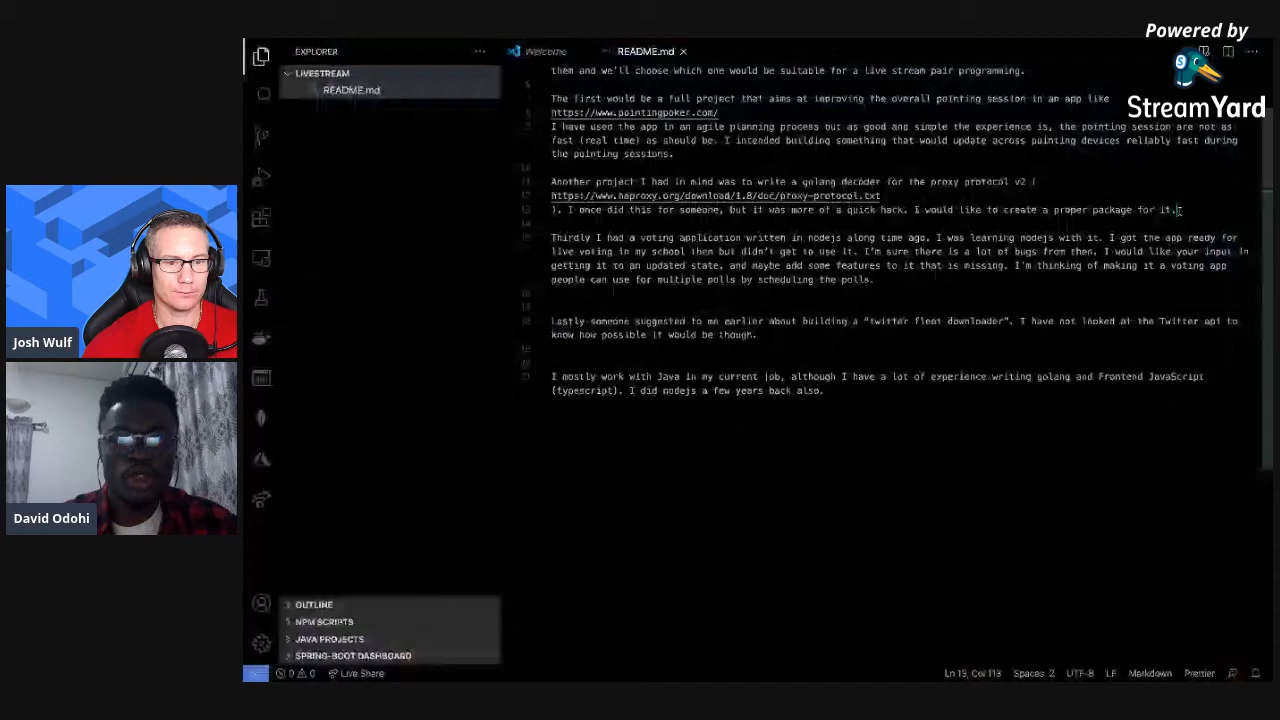 Powered by
StreamYard
EXPLORER
Welcome
README.md
LIVESTREAM
README.md
them and we'll choose which one would be suitable for a live stream pair programming.
The first would be a full project that aims at improving the overall pointing session in an app like
https://www.pointingpoker.com/
I have used the app in an agile planning process but as good and simple the experience is, the pointing session are not as
fast (real time) as should be. I intended building something that would update across pointing devices reliably fast during
the pointing sessions.
Another project I had in mind was to write a golang decoder for the proxy protocol v2 (
https://www.haproxy.org/download/1.8/doc/proxy-protocol.txt
). I once did this for someone, but it was more of a quick hack. I would like to create a proper package for it.
Thirdly I had a voting application written in nodejs along time ago. I was learning nodejs with it. I got the app ready for
live voting in my school then but didn't get to use it. I'm sure there is a lot of bugs from then. I would like your input in
getting it to an updated state, and maybe add some features to it that is missing. I'm thinking of making it a voting app
people can use for multiple polls by scheduling the polls.
Lastly someone suggested to me earlier about building a "twitter fleet downloader". I have not looked at the Twitter api to
know how possible it would be though.
I mostly work with Java in my current job, although I have a lot of experience writing golang and Frontend JavaScript
(typescript). I did nodejs a few years back also.
Josh Wulf
David Odohi
OUTLINE
NPM SCRIPTS
JAVA PROJECTS
SPRING-BOOT DASHBOARD
0 0
Live Share
Ln 13, Col 113
Spaces: 2
UTF-8
LF
Markdown
Prettier